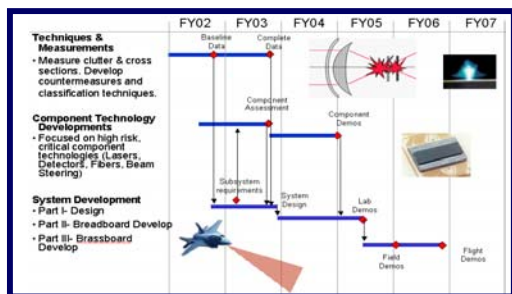 FY02 FY03 FY04 FY05 FY06 FY07
Techniques &
Measurements
• Measure clutter & cross
sections. Develop
countermeasures and
classification techniques.
Baseline
Data
Complete
Data
Component Technology
Developments
• Focused on high risk,
critical component
technologies (Lasers,
Detectors, Fibers, Beam
Steering)
Component
Assessment
Component
Demos
System Development
• Part I- Design
• Part II- Breadboard Develop
• Part III- Brassboard
Develop
Subsystem
requirements
System
Design
Lab
Demos
Field
Demos
Flight
Demos